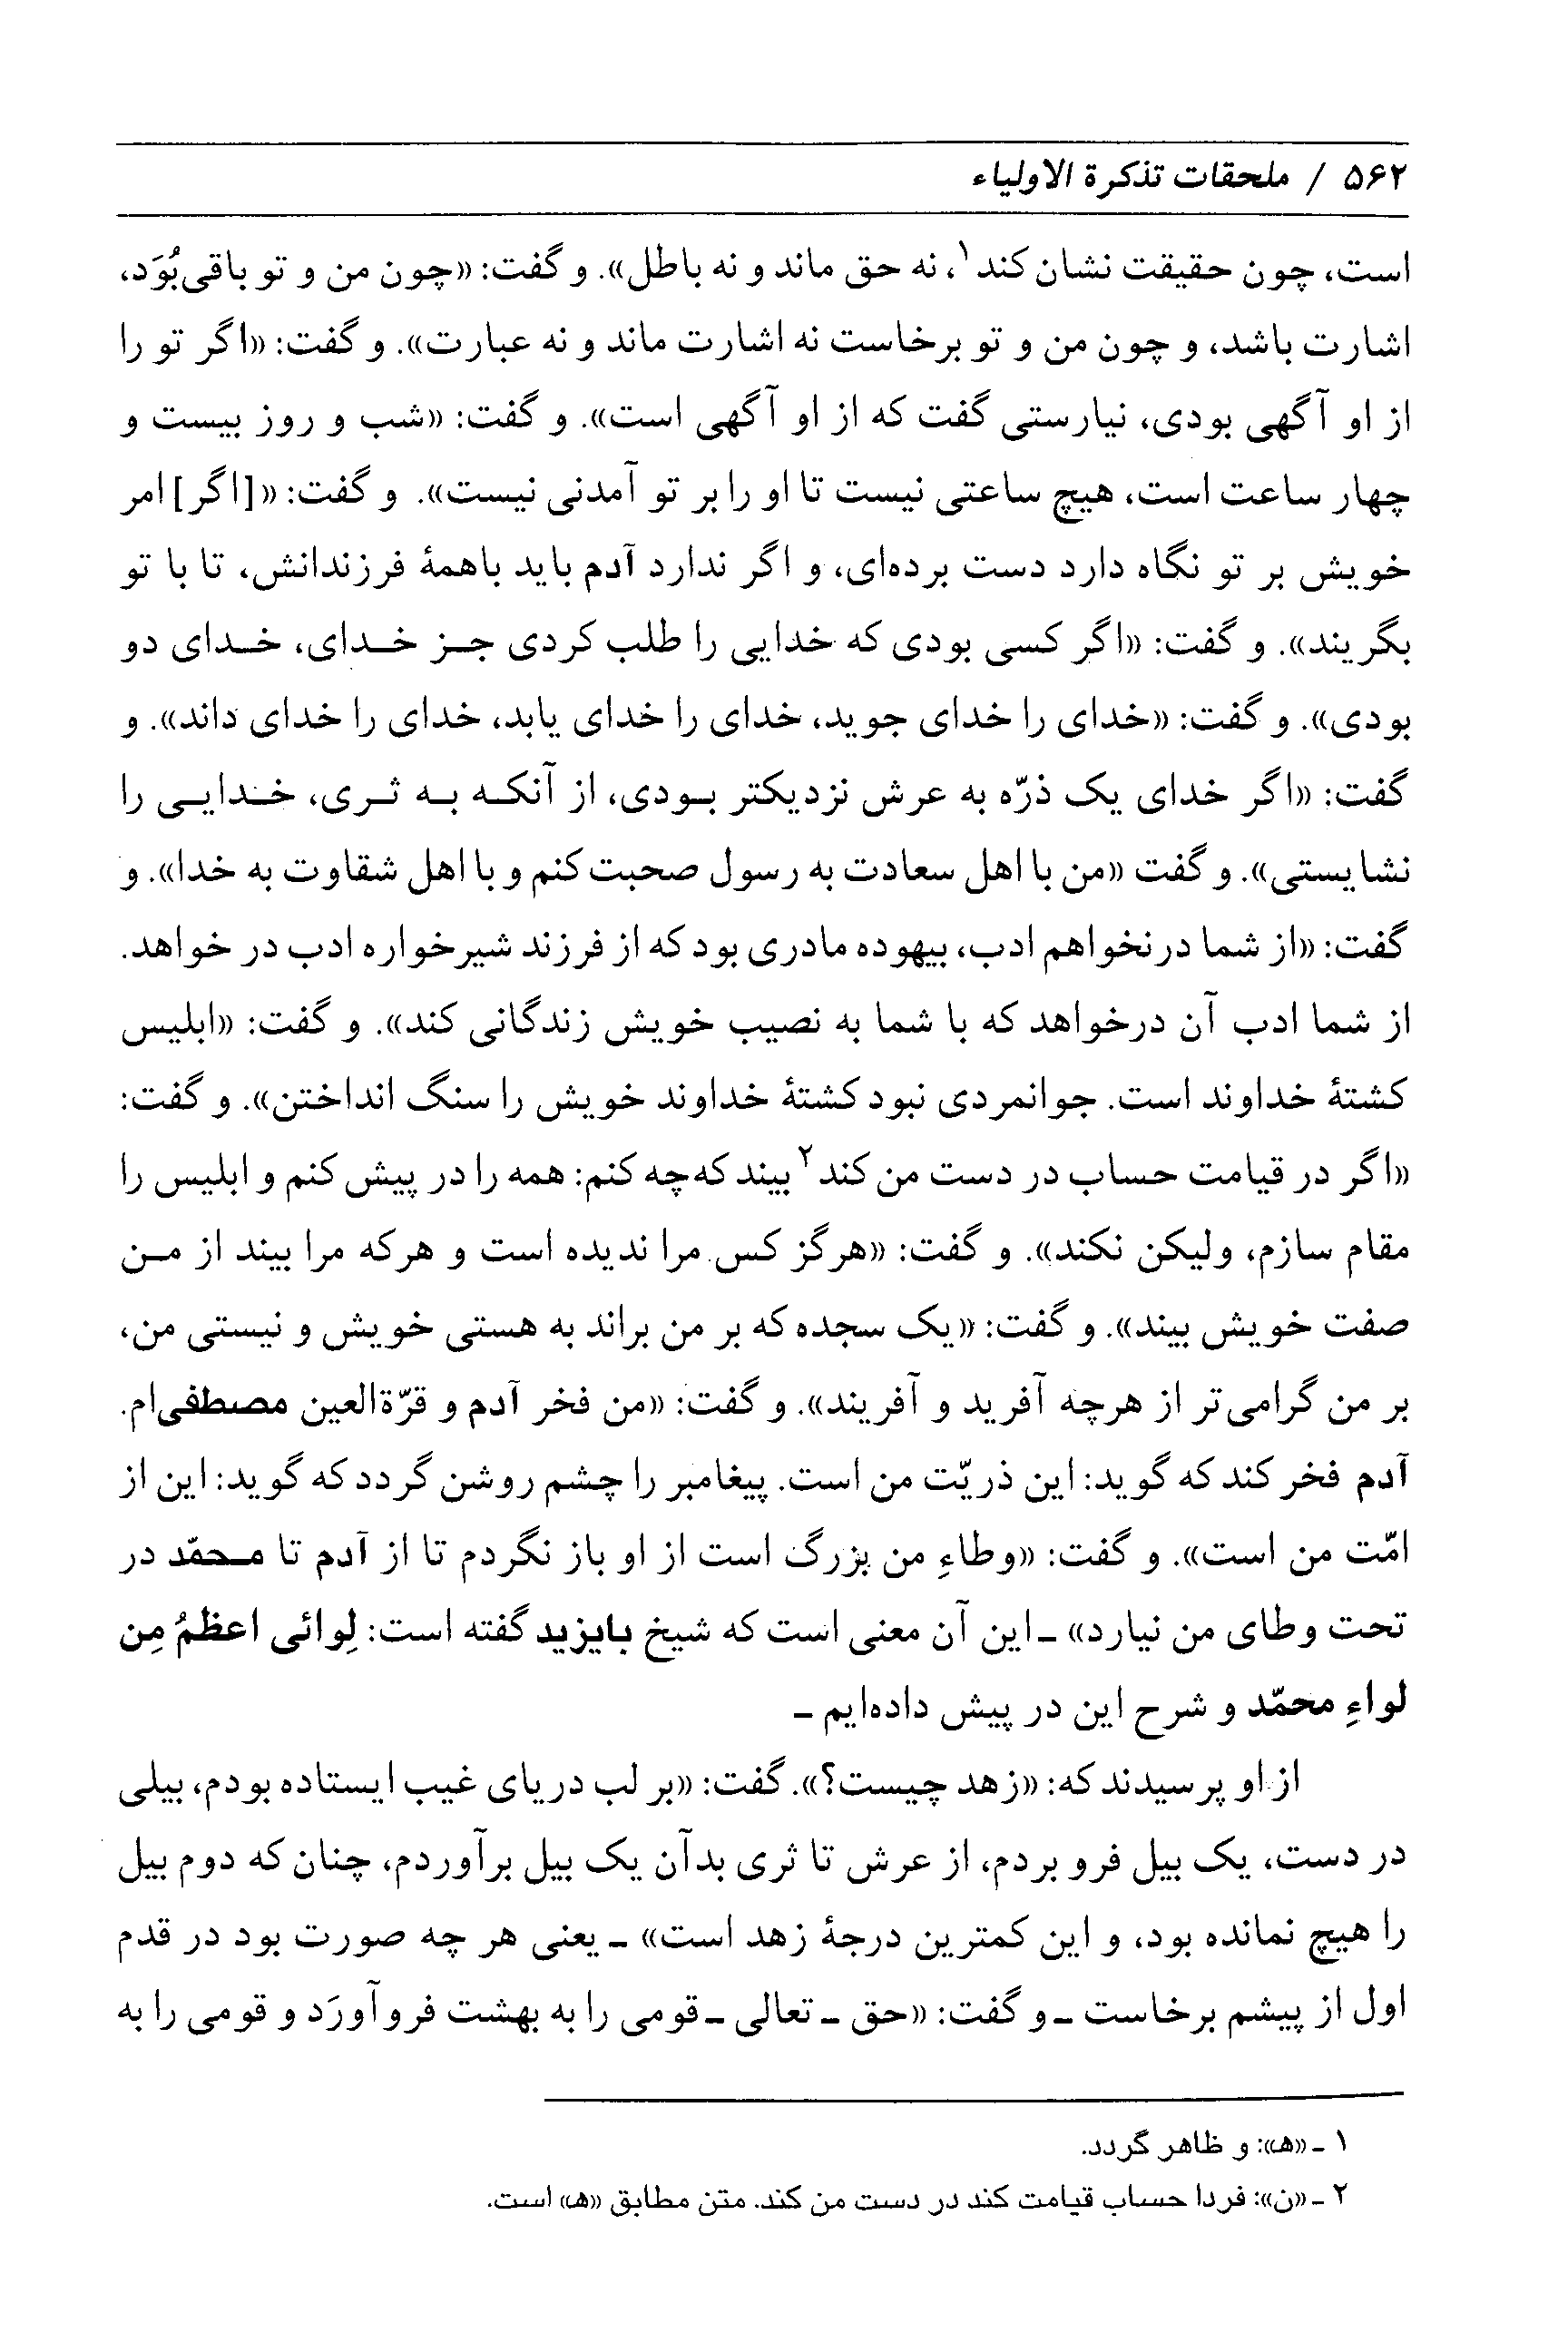 ۵۶۲ / ملحقات تذکرة الاولیاء
است، چون حقیقت نشان کند۱، نه حق ماند و نه باطل». و گفت: «چون من و تو باقی بُوَد،
اشارت باشد، و چون من و تو برخاست نه اشارت ماند و نه عبارت». و گفت: «اگر تو را
از او آگهی بودی، نیارستی گفت که از او آگهی است». و گفت: «شب و روز بیست و
چهار ساعت است، هیچ ساعتی نیست تا او را بر تو آمدنی نیست». و گفت: «[اگر] امر
خویش بر تو نگاه دارد دست برده‌ای، و اگر ندارد آدم باید باهمهٔ فرزندانش، تا با تو
بگریند». و گفت: «اگر کسی بودی که خدایی را طلب کردی جز خدای، خدای دو
بودی». و گفت: «خدای را خدای جوید، خدای را خدای یابد، خدای را خدای داند». و
گفت: «اگر خدای یک ذرّه به عرش نزدیکتر بودی، از آنکه به ثری، خدایی را
نشایستی». و گفت «من با اهل سعادت به رسول صحبت کنم و با اهل شقاوت به خدا». و
گفت: «از شما درنخواهم ادب، بیهوده مادری بود که از فرزند شیرخواره ادب در خواهد.
از شما ادب آن درخواهد که با شما به نصیب خویش زندگانی کند». و گفت: «ابلیس
کشتهٔ خداوند است. جوانمردی نبود کشتهٔ خداوند خویش را سنگ انداختن». و گفت:
«اگر در قیامت حساب در دست من کند۲ بیند که چه کنم: همه را در پیش کنم و ابلیس را
مقام سازم، ولیکن نکند». و گفت: «هرگز کس مرا ندیده است و هرکه مرا بیند از من
صفت خویش بیند». و گفت: «یک سجده که بر من براند به هستی خویش و نیستی من،
بر من گرامی‌تر از هرچه آفرید و آفریند». و گفت: «من فخر آدم و قرّةالعین مصطفی‌ام.
آدم فخر کند که گوید: این ذریّت من است. پیغامبر را چشم روشن گردد که گوید: این از
امّت من است». و گفت: «وطاءِ من بزرگ است از او باز نگردم تا از آدم تا محمّد در
تحت وطای من نیارد» ـ این آن معنی است که شیخ بایزید گفته است: لِوائی اعظمُ مِن
لواءِ محمّد و شرح این در پیش داده‌ایم ـ
از او پرسیدند که: «زهد چیست؟». گفت: «بر لب دریای غیب ایستاده بودم، بیلی
در دست، یک بیل فرو بردم، از عرش تا ثری بدآن یک بیل برآوردم، چنان که دوم بیل
را هیچ نمانده بود، و این کمترین درجهٔ زهد است» ـ یعنی هر چه صورت بود در قدم
اول از پیشم برخاست ـ و گفت: «حق ـ تعالی ـ قومی را به بهشت فروآورَد و قومی را به
۱ ـ «هـ»: و ظاهر گردد.
۲ ـ «ن»: فردا حساب قیامت کند در دست من کند. متن مطابق «هـ» است.